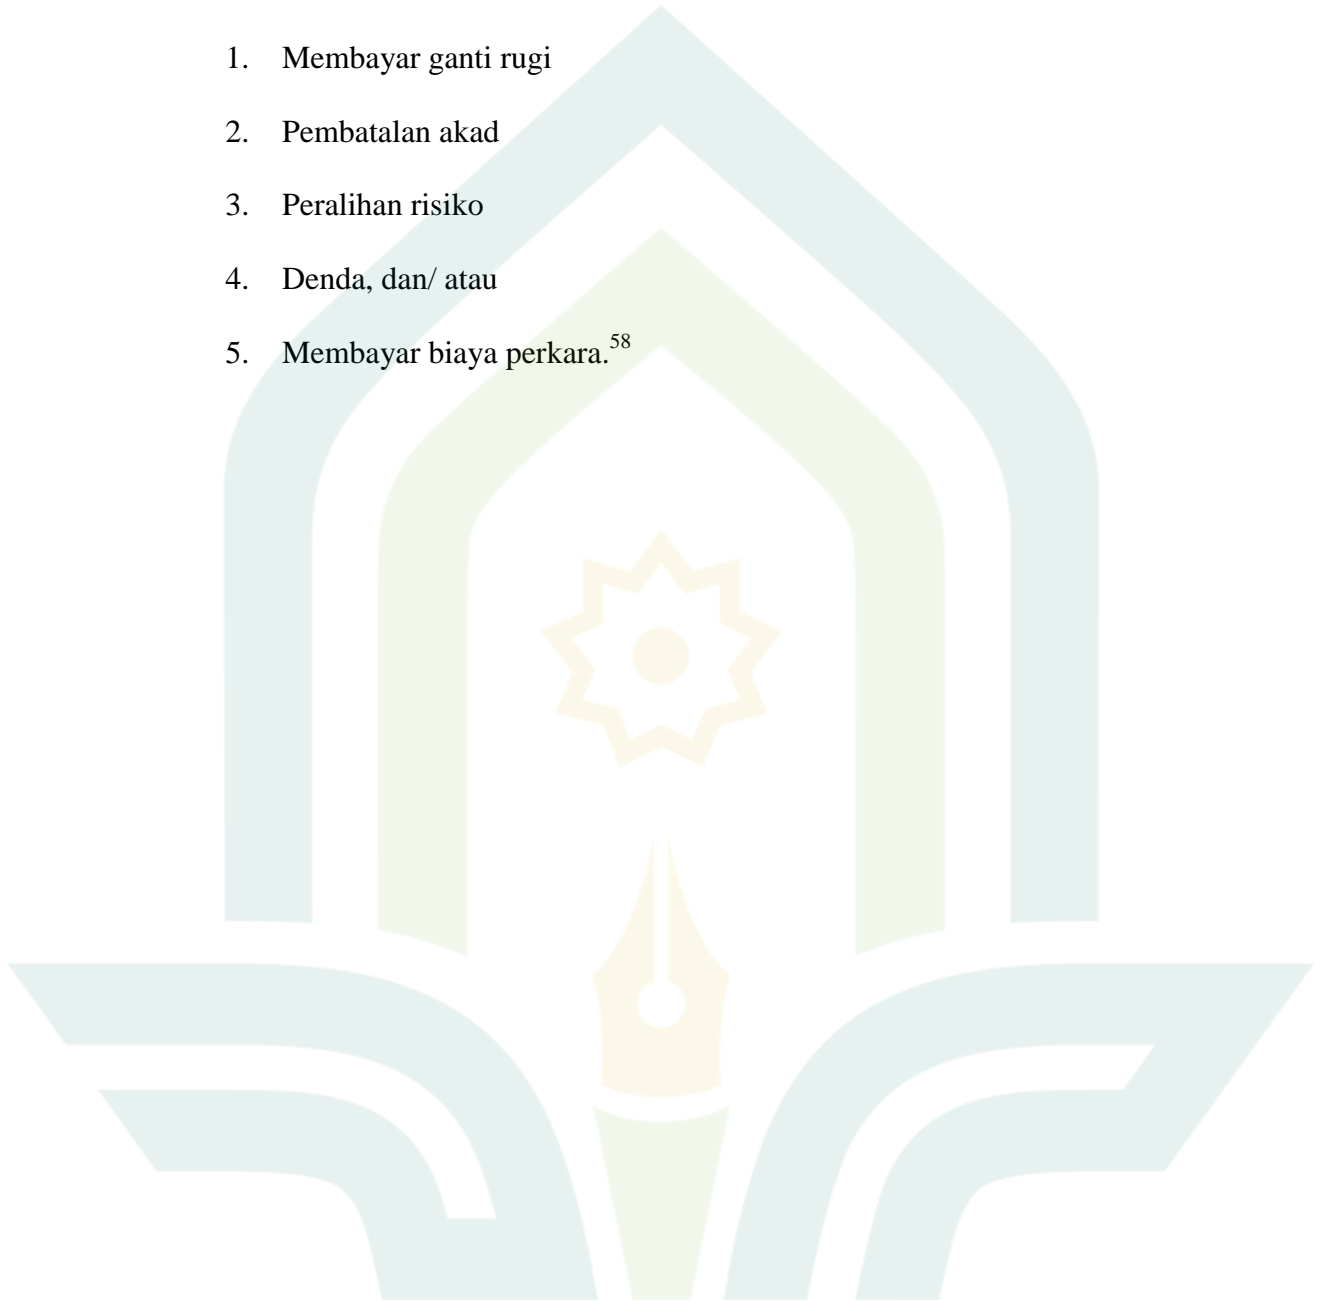 1. Membayar ganti rugi
2. Pembatalan akad
3. Peralihan risiko
4. Denda, dan/ atau
5. Membayar biaya perkara.58